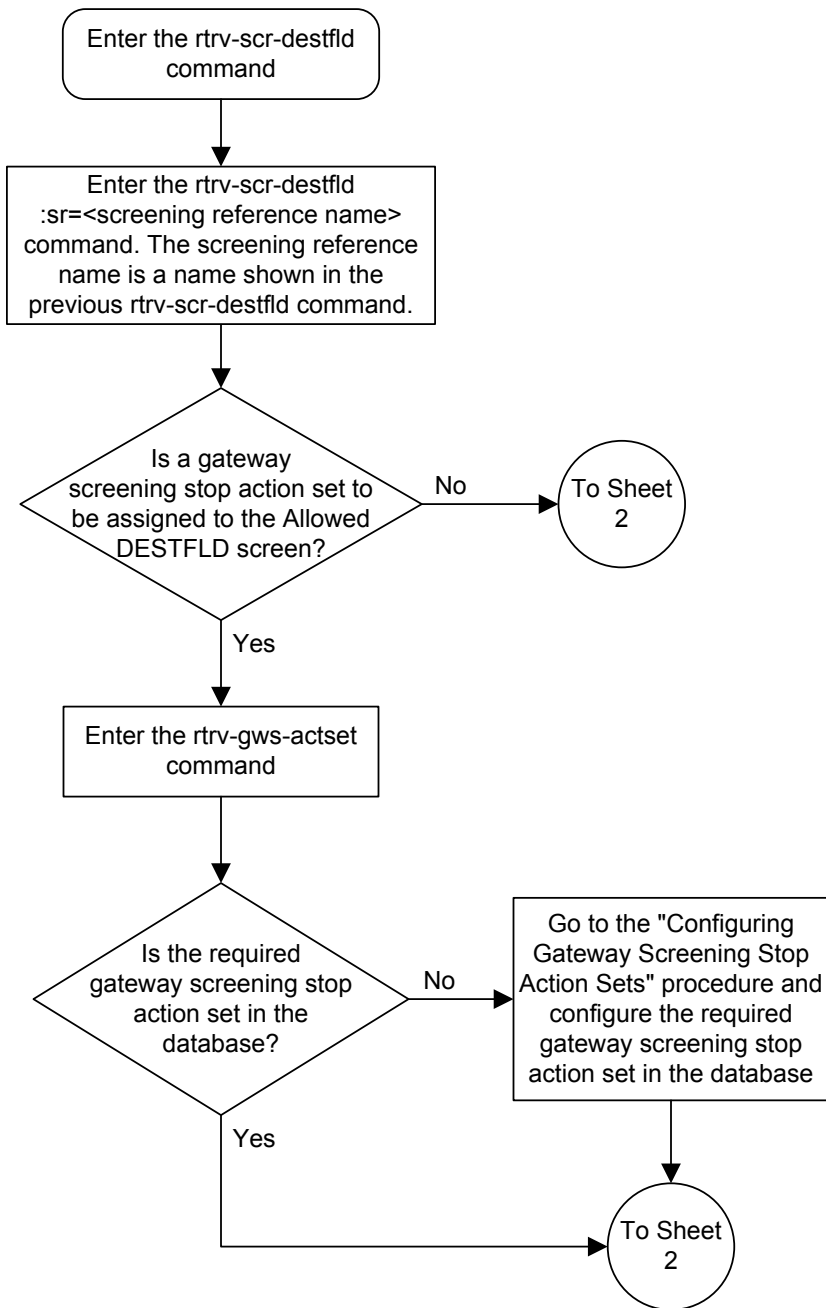 Enter the rtrv-scr-destfld
command
Enter the rtrv-scr-destfld
:sr=<screening reference name>
command. The screening reference
name is a name shown in the
previous rtrv-scr-destfld command.
Is a gateway
screening stop action set to
be assigned to the Allowed
DESTFLD screen?
No
To Sheet
2
Yes
Enter the rtrv-gws-actset
command
Is the required
gateway screening stop
action set in the
database?
No
Go to the "Configuring
Gateway Screening Stop
Action Sets" procedure and
configure the required
gateway screening stop
action set in the database
Yes
To Sheet
2